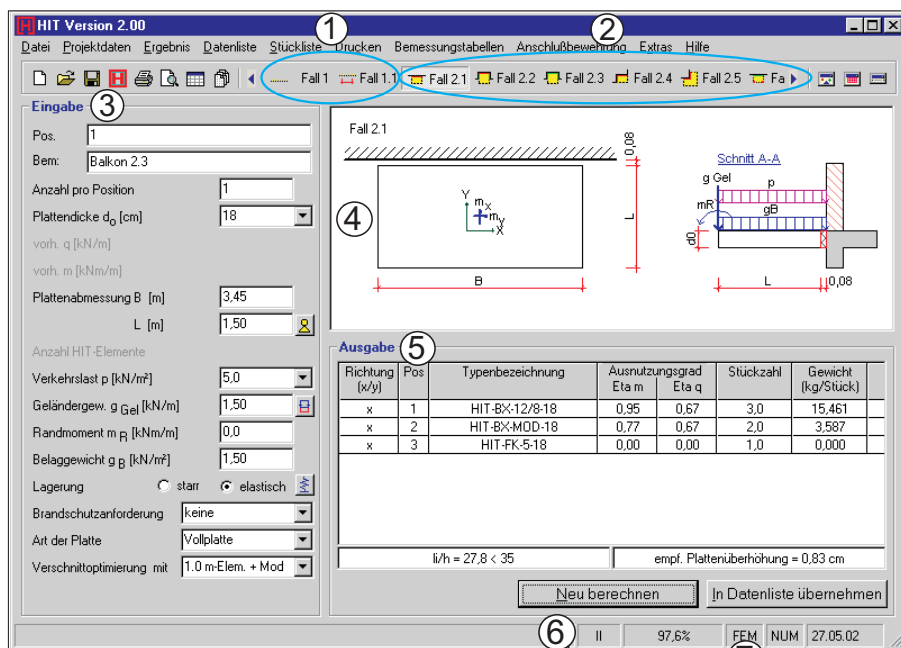 HIT Version 2.00
1
2
Datei Projektdaten Ergebnis Datenliste Stückliste Drucken Bemessungstabellen Anschlußbewehrung Extras Hilfe
Fall 1 Fall 1.1 Fall 2.1 Fall 2.2 Fall 2.3 Fall 2.4 Fall 2.5 Fa
Eingabe 3
Pos. 1
Bem: Balkon 2.3
Anzahl pro Position 1
Plattendicke do [cm] 18
vorh. q [kN/m]
vorh. m [kNm/m]
Plattenabmessung B [m] 3,45
L [m] 1,50
Anzahl HIT-Elemente
Verkehrslast p [kN/m²] 5,0
Geländergew. g Gel [kN/m] 1,50
Randmoment m R [kNm/m] 0,0
Belaggewicht g B [kN/m²] 1,50
Lagerung starr elastisch
Brandschutzanforderung keine
Art der Platte Vollplatte
Verschnittoptimierung mit 1.0 m-Elem. + Mod
4
Fall 2.1
0,08
Y
mX
my
X
L
B
Schnitt A-A
g Gel
p
mR
gB
d0
L
0,08
Ausgabe 5
Richtung (x/y) Pos Typenbezeichnung Ausnutzungsgrad Eta m Eta q Stückzahl Gewicht (kg/Stück)
x 1 HIT-BX-12/8-18 0,95 0,67 3,0 15,461
x 2 HIT-BX-MOD-18 0,77 0,67 2,0 3,587
x 3 HIT-FK-5-18 0,00 0,00 1,0 0,000
li/h = 27,8 < 35 empf. Plattenüberhöhung = 0,83 cm
Neu berechnen In Datenliste übernehmen
6 II 97,6% FEM NUM 27.05.02